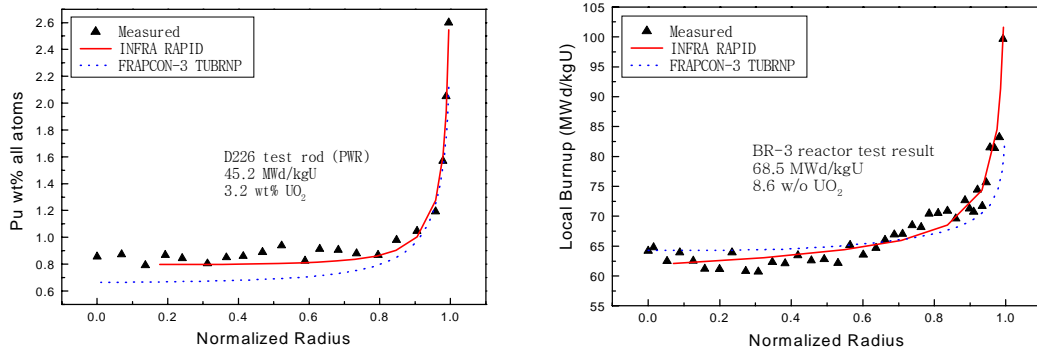 2.6
2.4
2.2
2.0
1.8
1.6
1.4
1.2
1.0
0.8
0.6
Pu wt% all atoms
Measured
INFRA RAPID
FRAPCON-3 TUBRNP
D226 test rod (PWR)
45.2 MWd/kgU
3.2 wt% UO₂
0.0 0.2 0.4 0.6 0.8 1.0
Normalized Radius
105
100
95
90
85
80
75
70
65
60
55
Local Burnup (MWd/kgU)
Measured
INFRA RAPID
FRAPCON-3 TUBRNP
BR-3 reactor test result
68.5 MWd/kgU
8.6 w/o UO₂
0.0 0.2 0.4 0.6 0.8 1.0
Normalized Radius